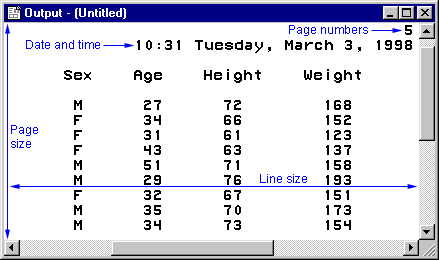 Output - (Untitled)
Page numbers 5
Date and time 10:31 Tuesday, March 3, 1998
Sex Age Height Weight
M 27 72 168
F 34 66 152
F 31 61 123
F 43 63 137
M 51 71 158
M 29 76 193
F 32 67 151
M 35 70 173
M 34 73 154
Page
size
Line size